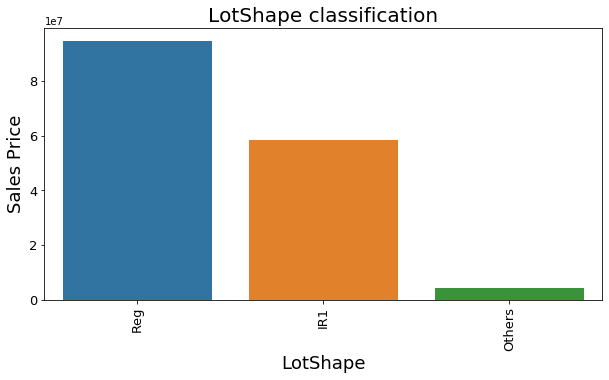 LotShape classification
1e7
8
6
4
2
0
Sales Price
Reg
IR1
Others
LotShape